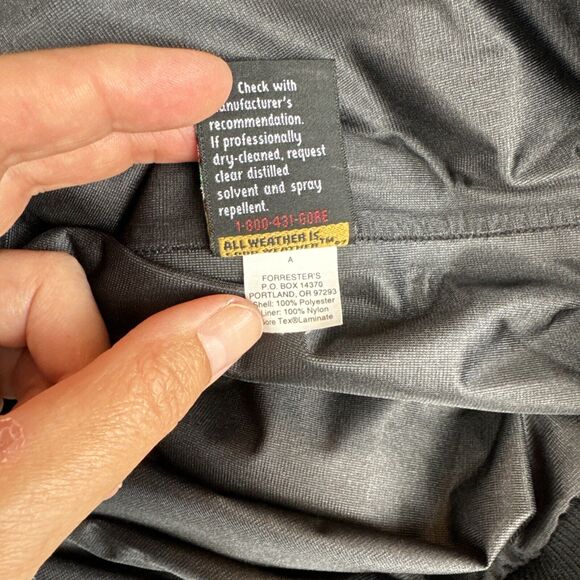 Check with
manufacturer's
recommendation.
If professionally
dry-cleaned, request
clear distilled
solvent and spray
repellent.
1-800-431-GORE
ALL WEATHER IS
A
FORRESTER'S
P.O. BOX 14370
PORTLAND, OR 97293
Shell: 100% Polyester
Liner: 100% Nylon
Gore Tex®Laminate